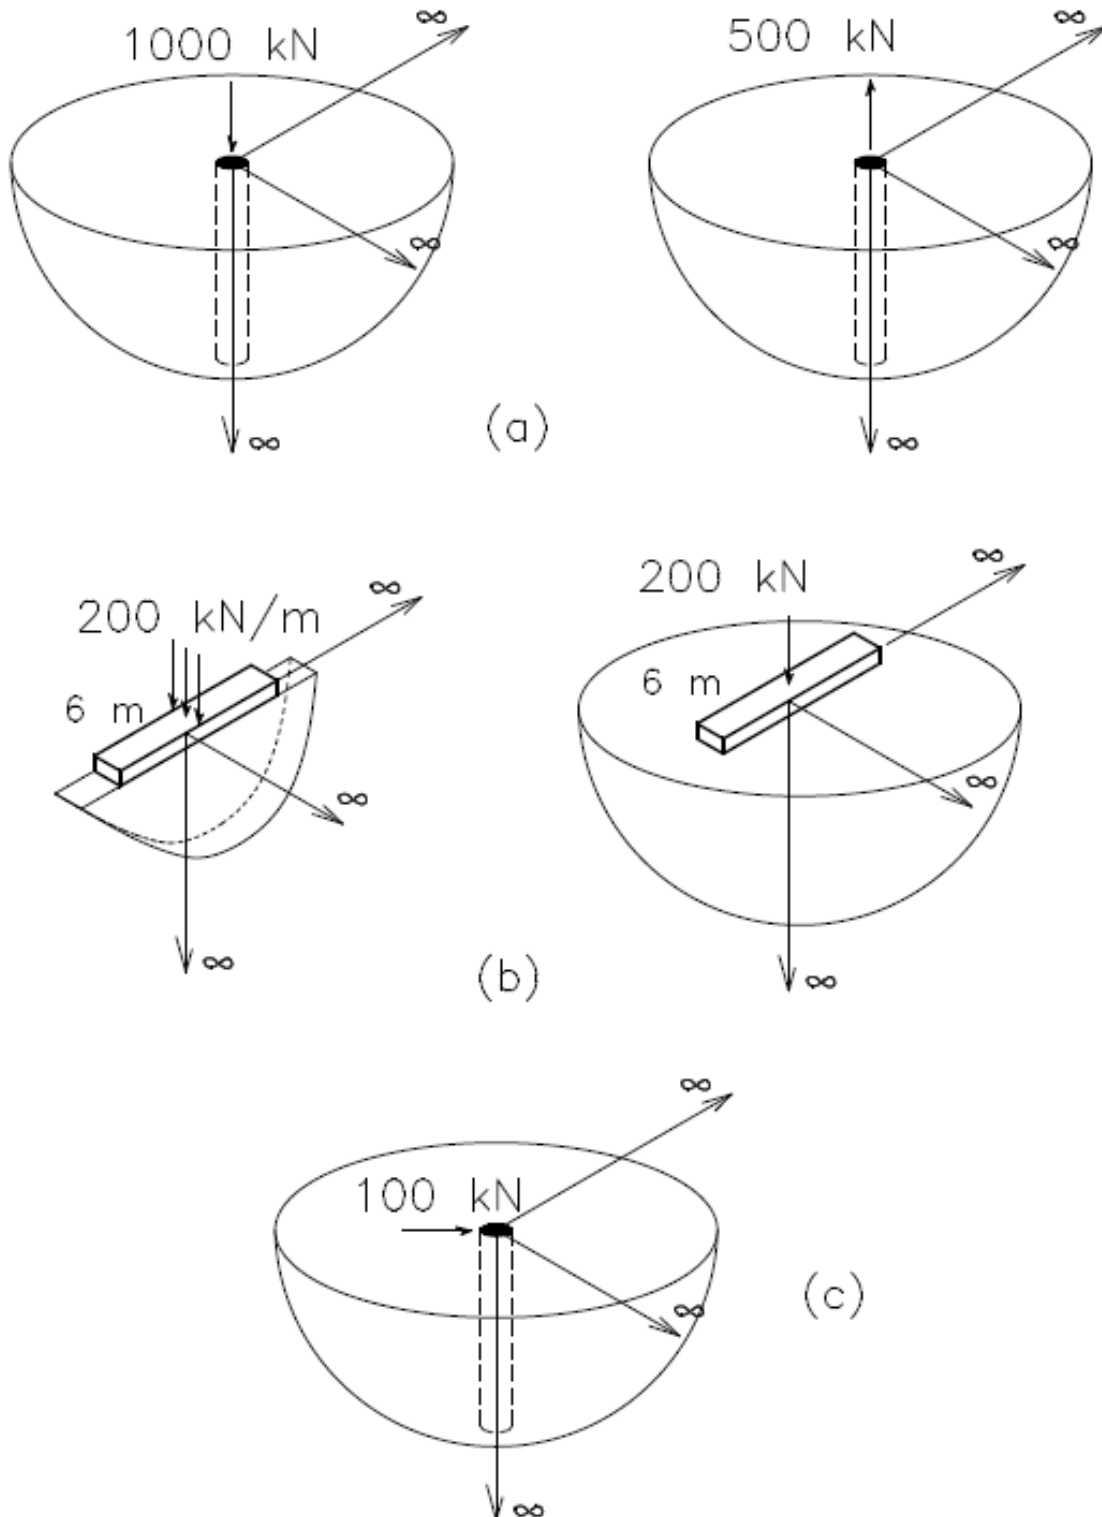 ∞ ∞
1000 kN 500 kN
∞ ∞
(a)
∞ ∞
∞ ∞
200 kN/m 200 kN
6 m 6 m
∞ ∞
∞ ∞
(b)
∞
100 kN
(c)
∞
∞